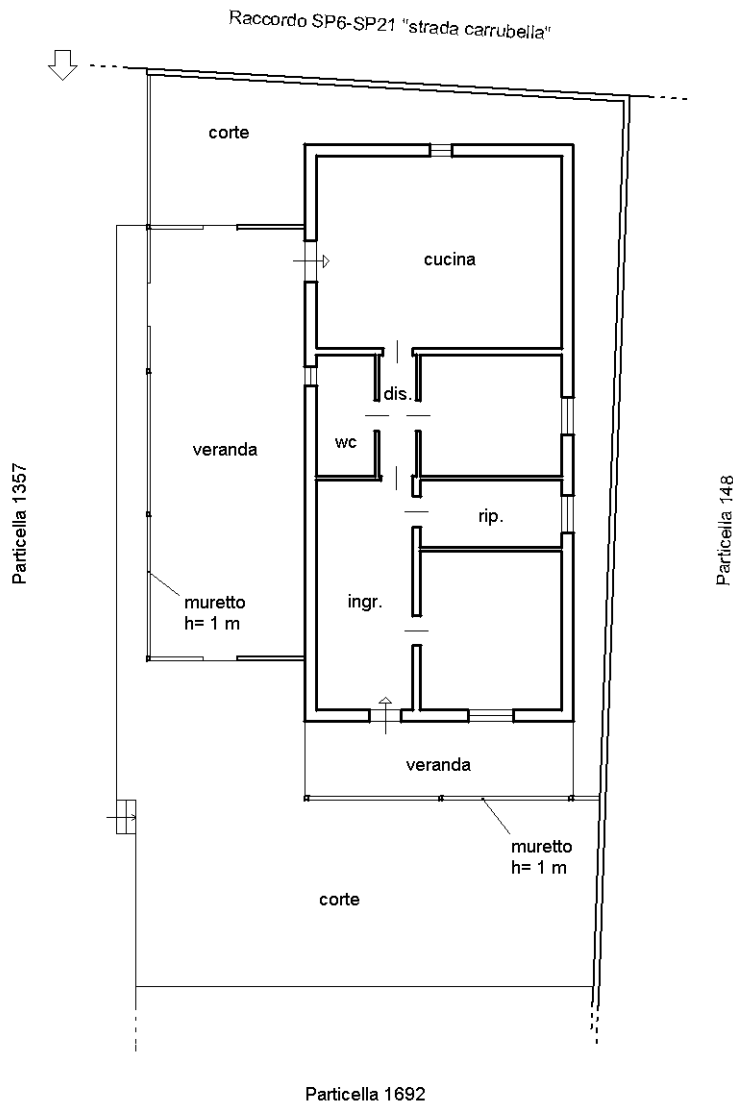 Raccordo SP6-SP21 "strada carrubella"
corte
cucina
dis.
wc
veranda
Particella 1357
Particella 148
rip.
ingr.
muretto
h= 1 m
veranda
muretto
h= 1 m
corte
Particella 1692